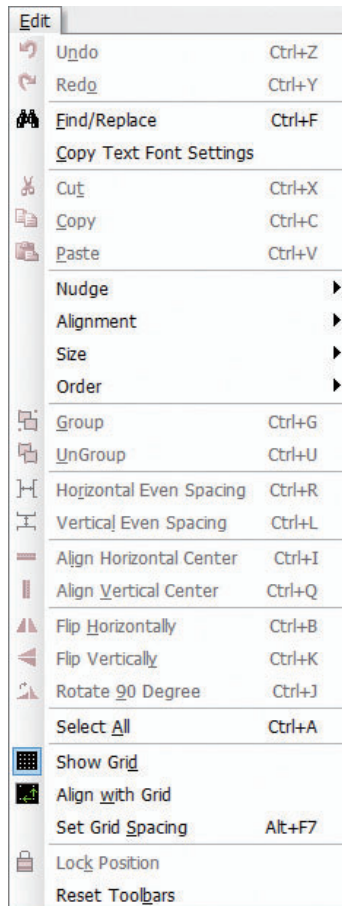 Edit
Undo Ctrl+Z
Redo Ctrl+Y
Find/Replace Ctrl+F
Copy Text Font Settings
Cut Ctrl+X
Copy Ctrl+C
Paste Ctrl+V
Nudge
Alignment
Size
Order
Group Ctrl+G
UnGroup Ctrl+U
Horizontal Even Spacing Ctrl+R
Vertical Even Spacing Ctrl+L
Align Horizontal Center Ctrl+I
Align Vertical Center Ctrl+Q
Flip Horizontally Ctrl+B
Flip Vertically Ctrl+K
Rotate 90 Degree Ctrl+J
Select All Ctrl+A
Show Grid
Align with Grid
Set Grid Spacing Alt+F7
Lock Position
Reset Toolbars